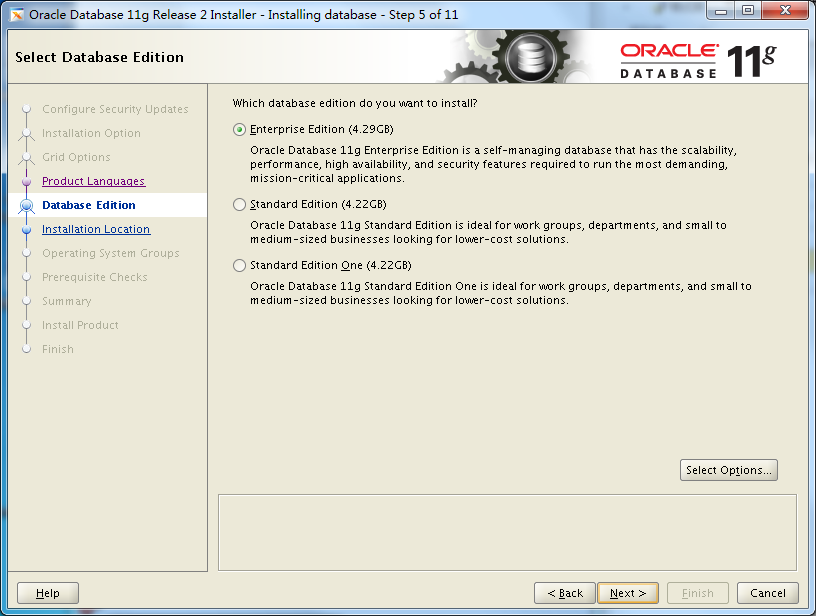 Oracle Database 11g Release 2 Installer - Installing database - Step 5 of 11
Select Database Edition
ORACLE
DATABASE 11g
Configure Security Updates
Installation Option
Grid Options
Product Languages
Database Edition
Installation Location
Operating System Groups
Prerequisite Checks
Summary
Install Product
Finish
Which database edition do you want to install?
Enterprise Edition (4.29GB)
Oracle Database 11g Enterprise Edition is a self-managing database that has the scalability,
performance, high availability, and security features required to run the most demanding,
mission-critical applications.
Standard Edition (4.22GB)
Oracle Database 11g Standard Edition is ideal for work groups, departments, and small to
medium-sized businesses looking for lower-cost solutions.
Standard Edition One (4.22GB)
Oracle Database 11g Standard Edition One is ideal for work groups, departments, and small to
medium-sized businesses looking for lower-cost solutions.
Select Options...
Help
< Back
Next >
Finish
Cancel